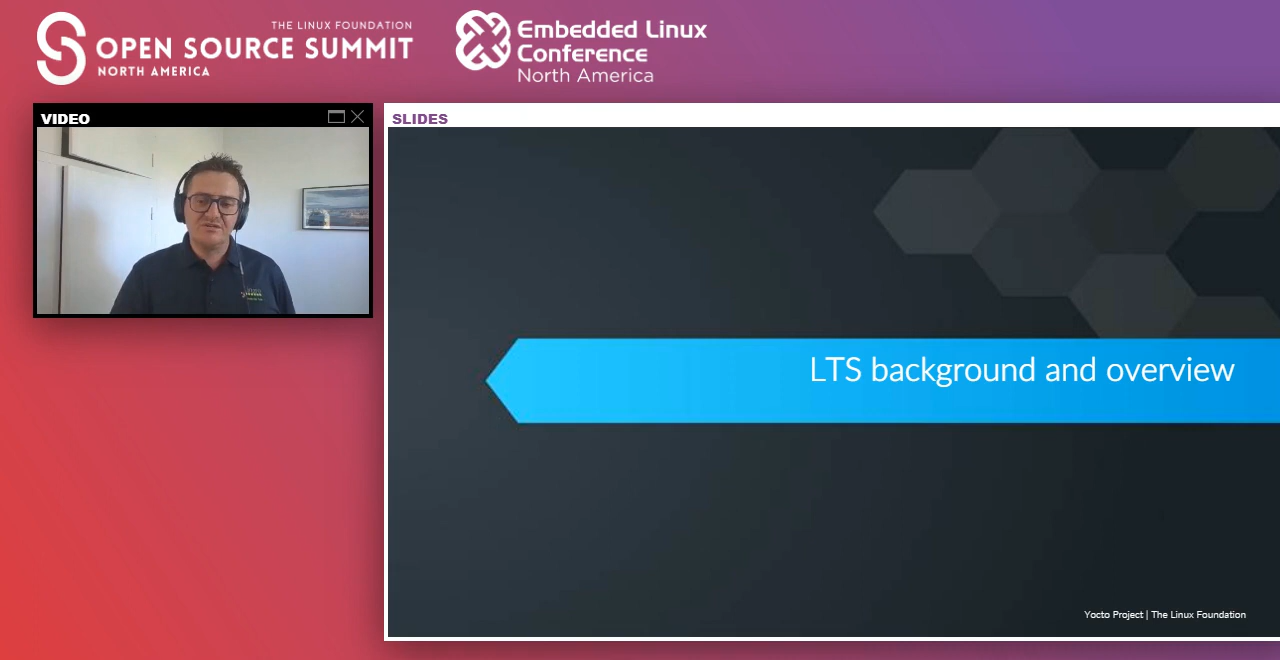 THE LINUX FOUNDATION
OPEN SOURCE SUMMIT
NORTH AMERICA
Embedded Linux
Conference
North America
VIDEO
SLIDES
LTS background and overview
Yocto Project | The Linux Foundation